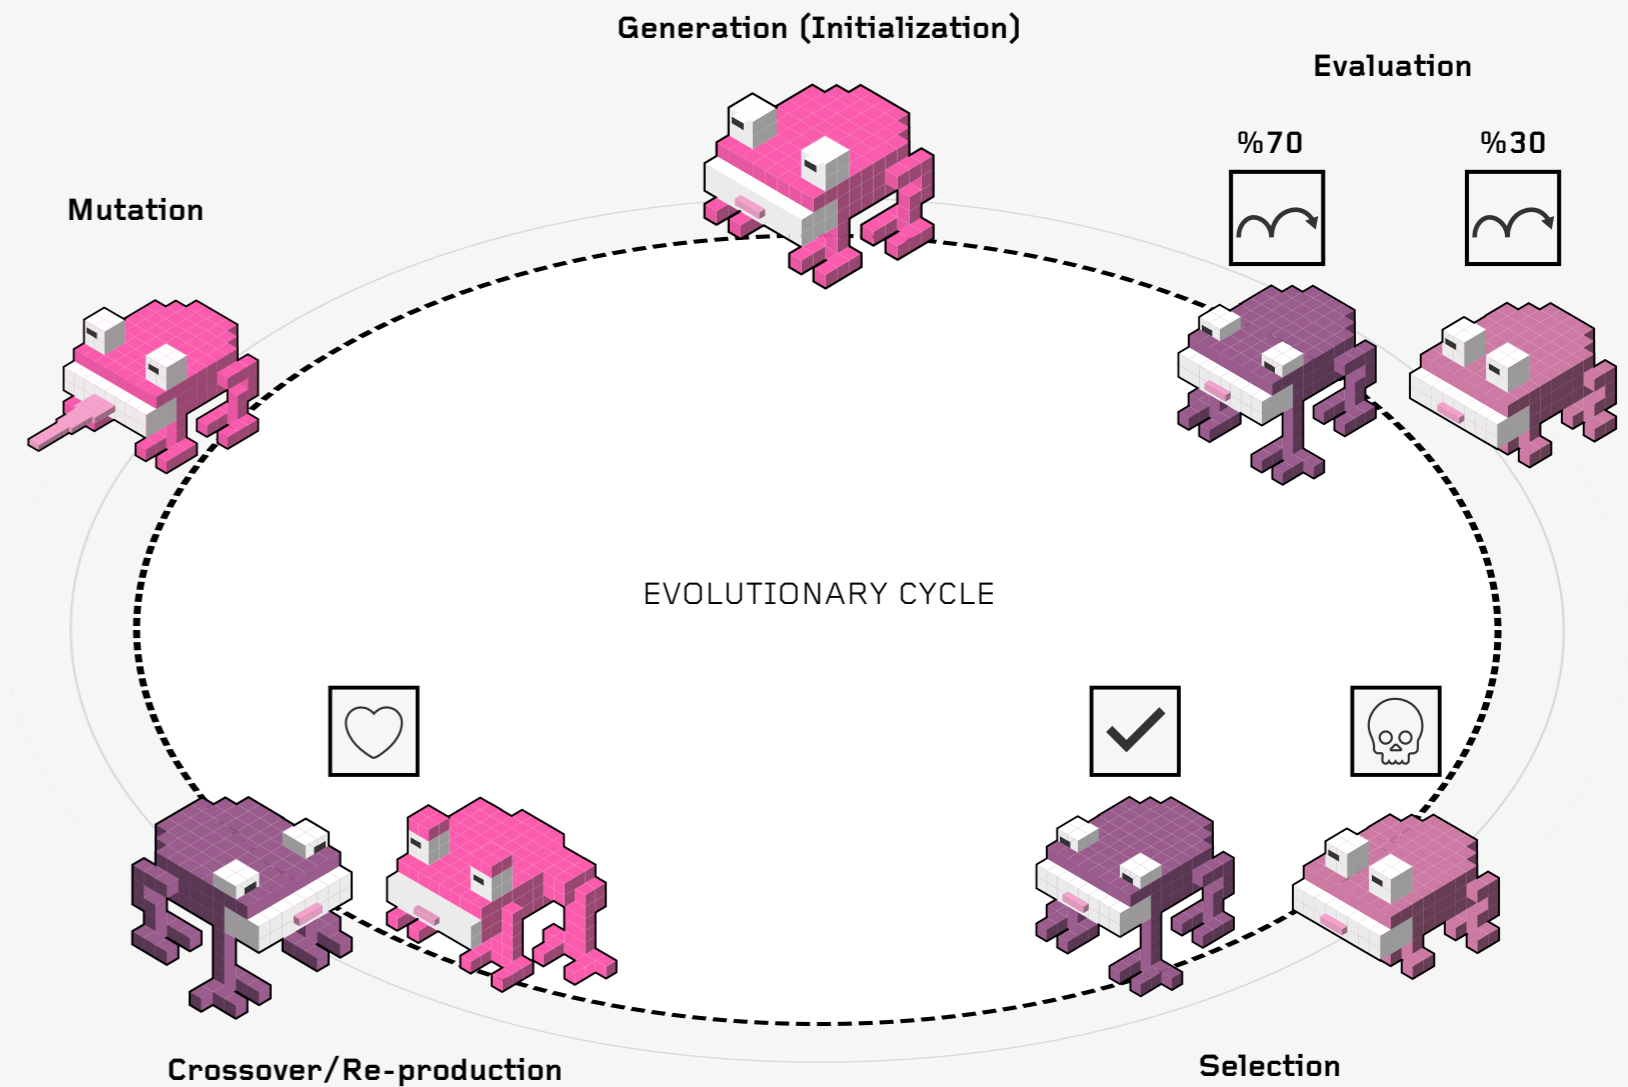 Generation (Initialization)
Evaluation
%70
%30
Mutation
EVOLUTIONARY CYCLE
Crossover/Re-production
Selection